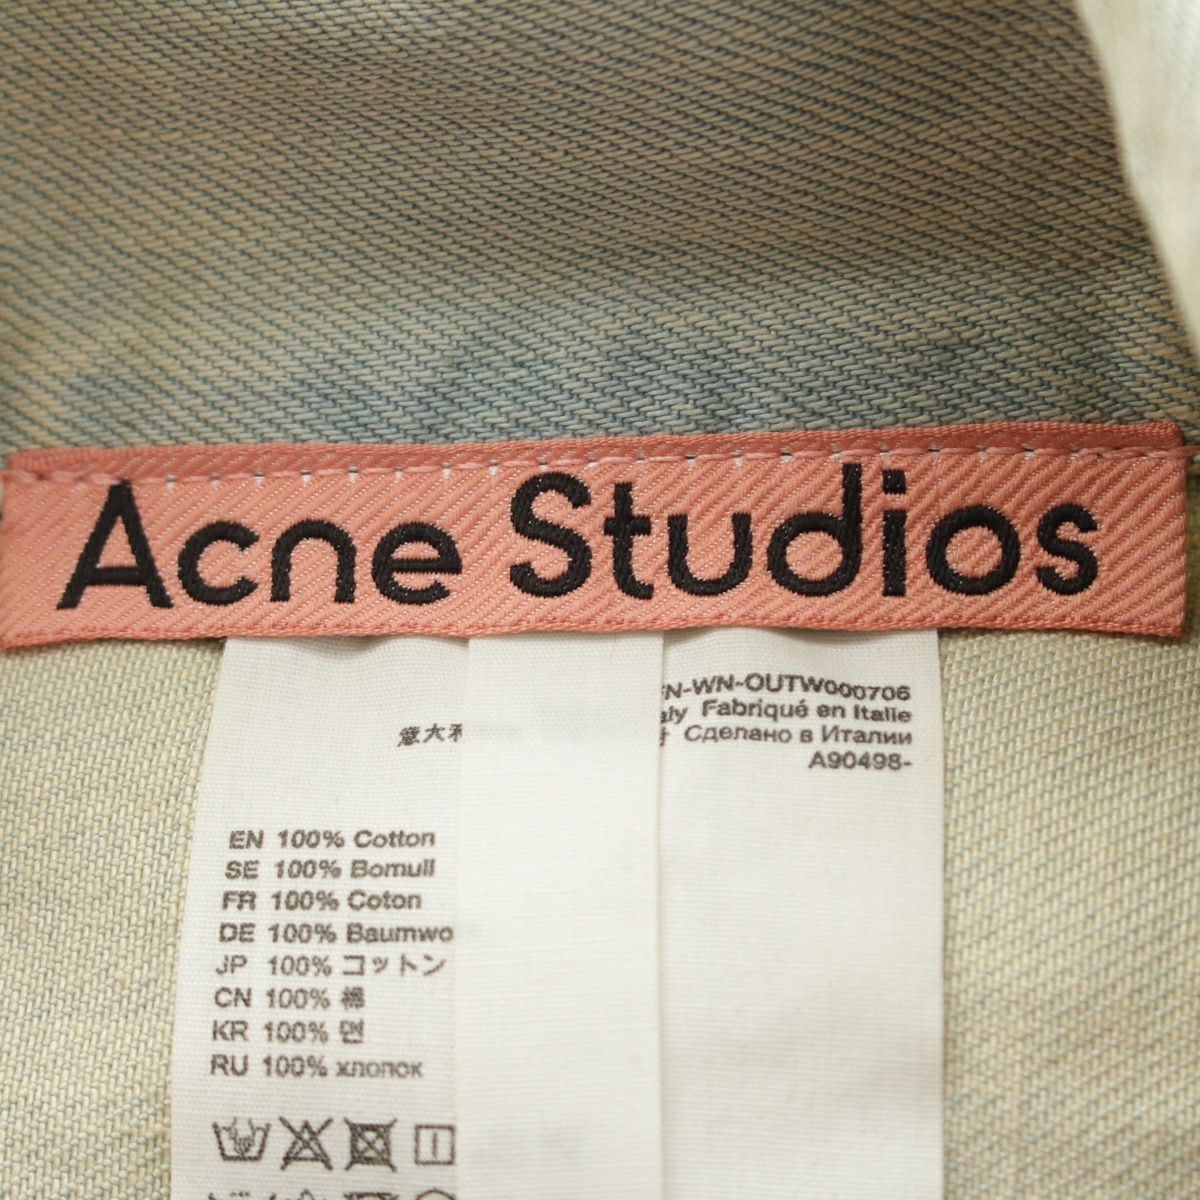 Acne Studios
FN-WN-OUTW000706
Fabriqué en Italie
意大利
Сделано в Италии
A90498-
EN 100% Cotton
SE 100% Bomull
FR 100% Coton
DE 100% Baumwo
JP 100% コットン
CN 100% 棉
KR 100% 면
RU 100% хлопок